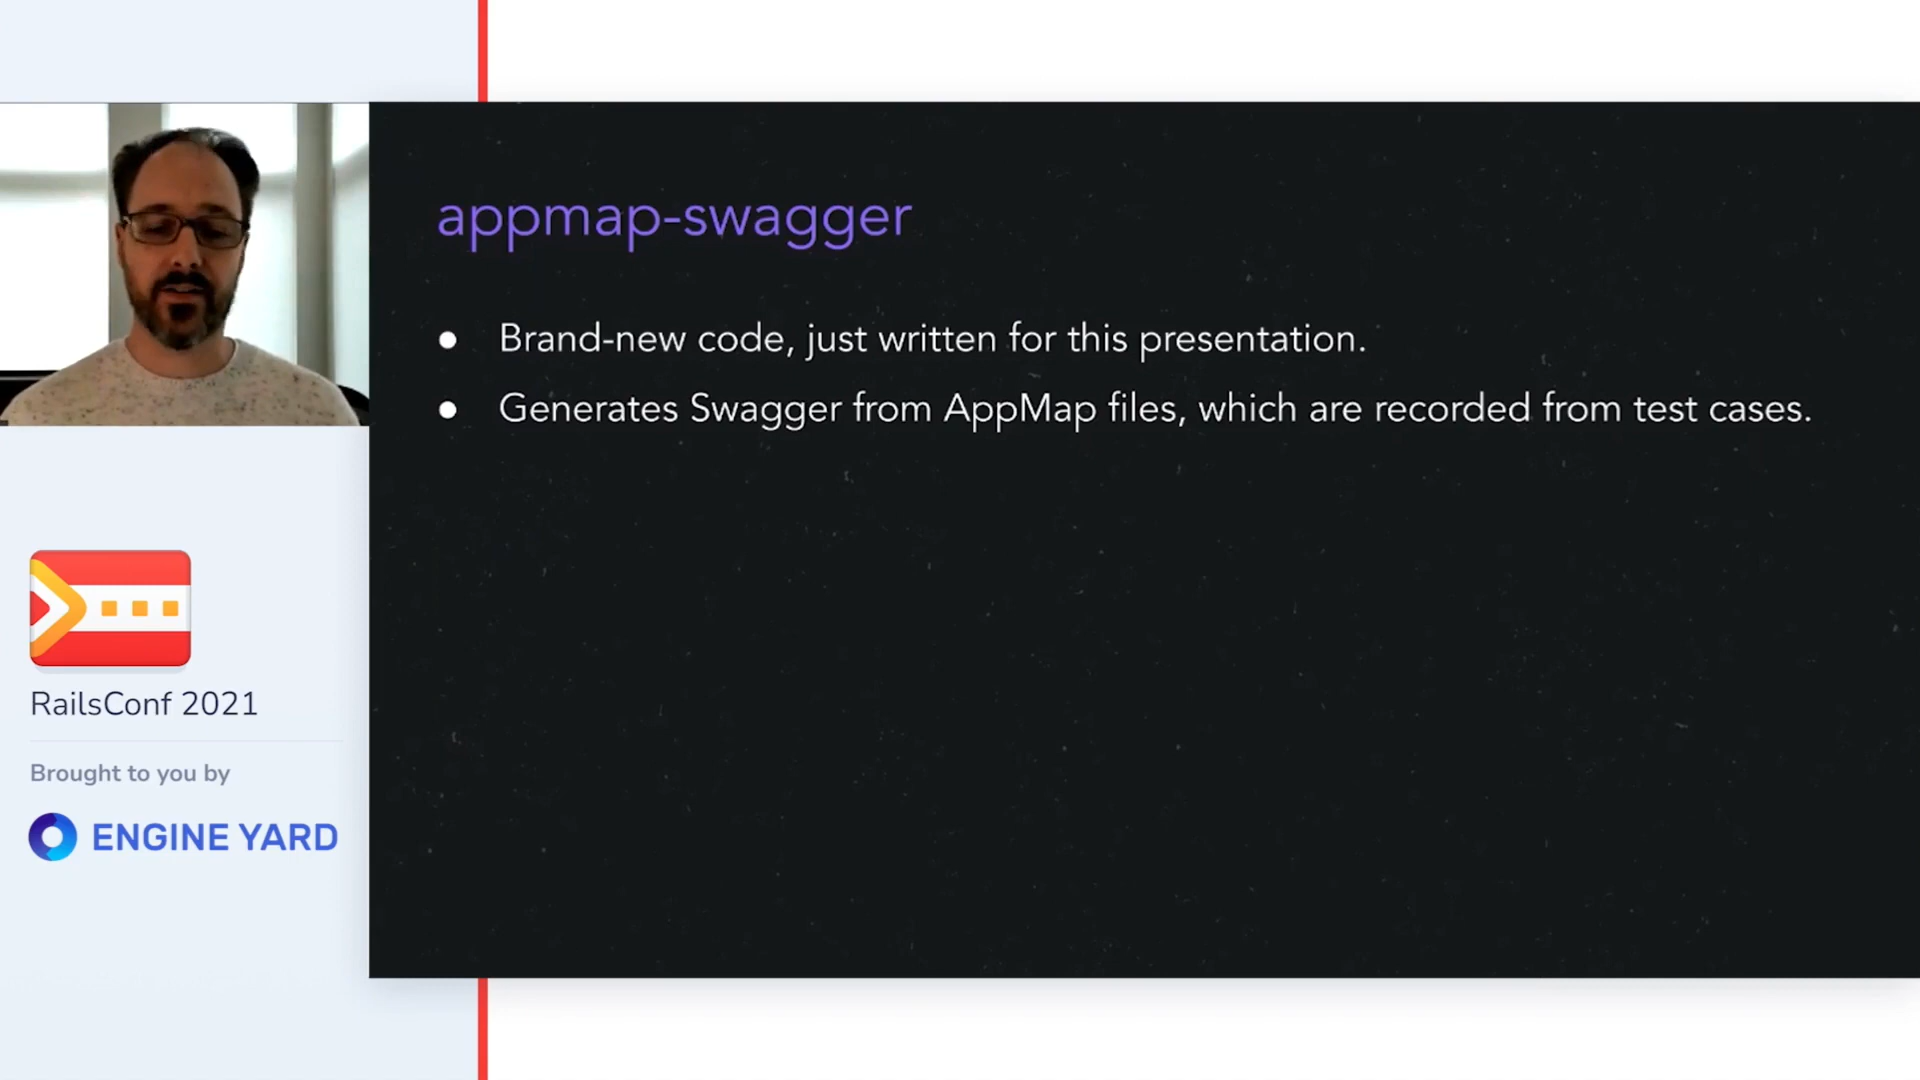 appmap-swagger
● Brand-new code, just written for this presentation.
● Generates Swagger from AppMap files, which are recorded from test cases.
RailsConf 2021
Brought to you by
ENGINE YARD